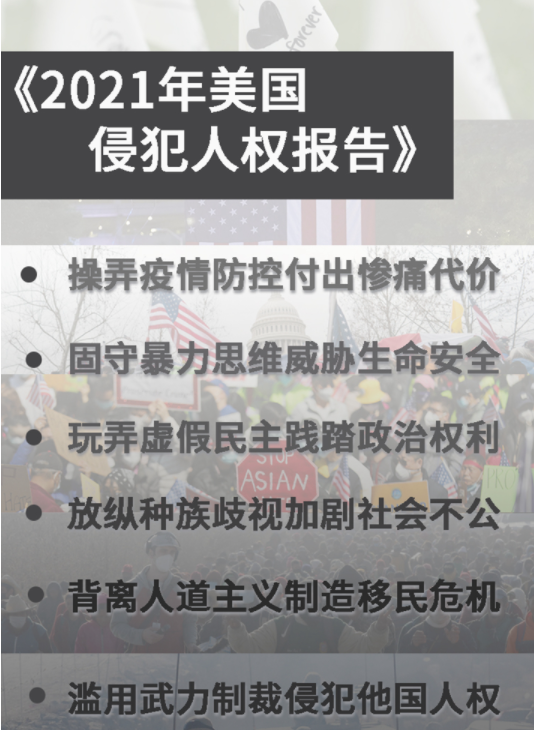 forever
《2021年美国
侵犯人权报告》
操弄疫情防控付出惨痛代价
固守暴力思维威胁生命安全
玩弄虚假民主践踏政治权利
STOP
ASIAN
放纵种族歧视加剧社会不公
背离人道主义制造移民危机
滥用武力制裁侵犯他国人权